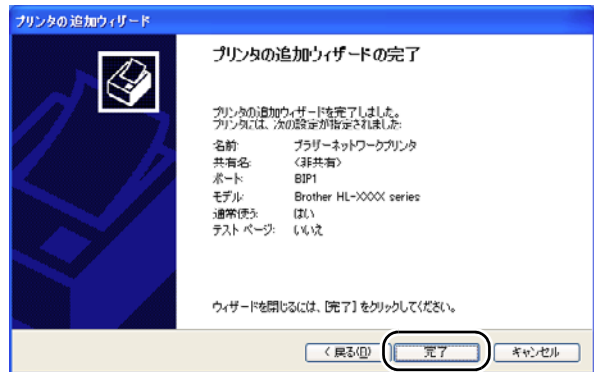 プリンタの追加ウィザード
プリンタの追加ウィザードの完了
プリンタの追加ウィザードを完了しました。
プリンタには、次の設定が指定されました:
名前: ブラザーネットワークプリンタ
共有名: <非共有>
ポート: BIP1
モデル: Brother HL-XXXX series
通常使う: はい
テスト ページ: いいえ
ウィザードを閉じるには、[完了] をクリックしてください。
< 戻る(D) 完了 キャンセル